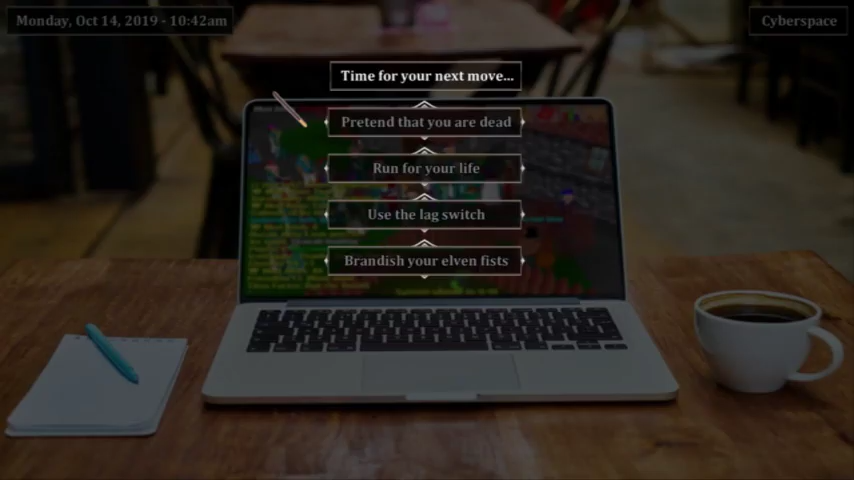 Monday, Oct 14, 2019 - 10:42am
Cyberspace
Time for your next move...
Pretend that you are dead
Run for your life
Use the lag switch
Brandish your elven fists